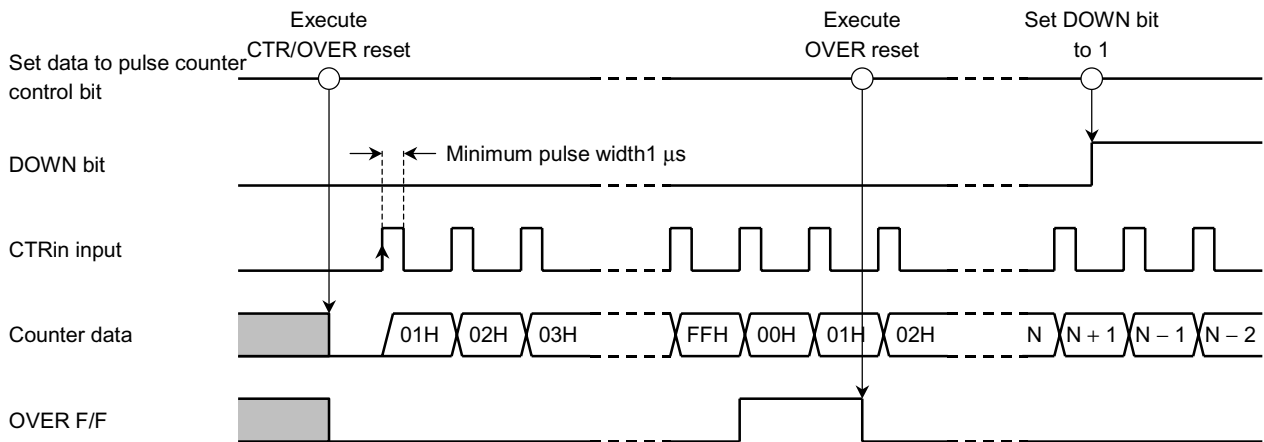 Execute
CTR/OVER reset
Execute
OVER reset
Set DOWN bit
to 1
Set data to pulse counter
control bit
DOWN bit
Minimum pulse width1 μs
CTRin input
Counter data
01H 02H 03H FFH 00H 01H 02H N N + 1 N − 1 N − 2
OVER F/F